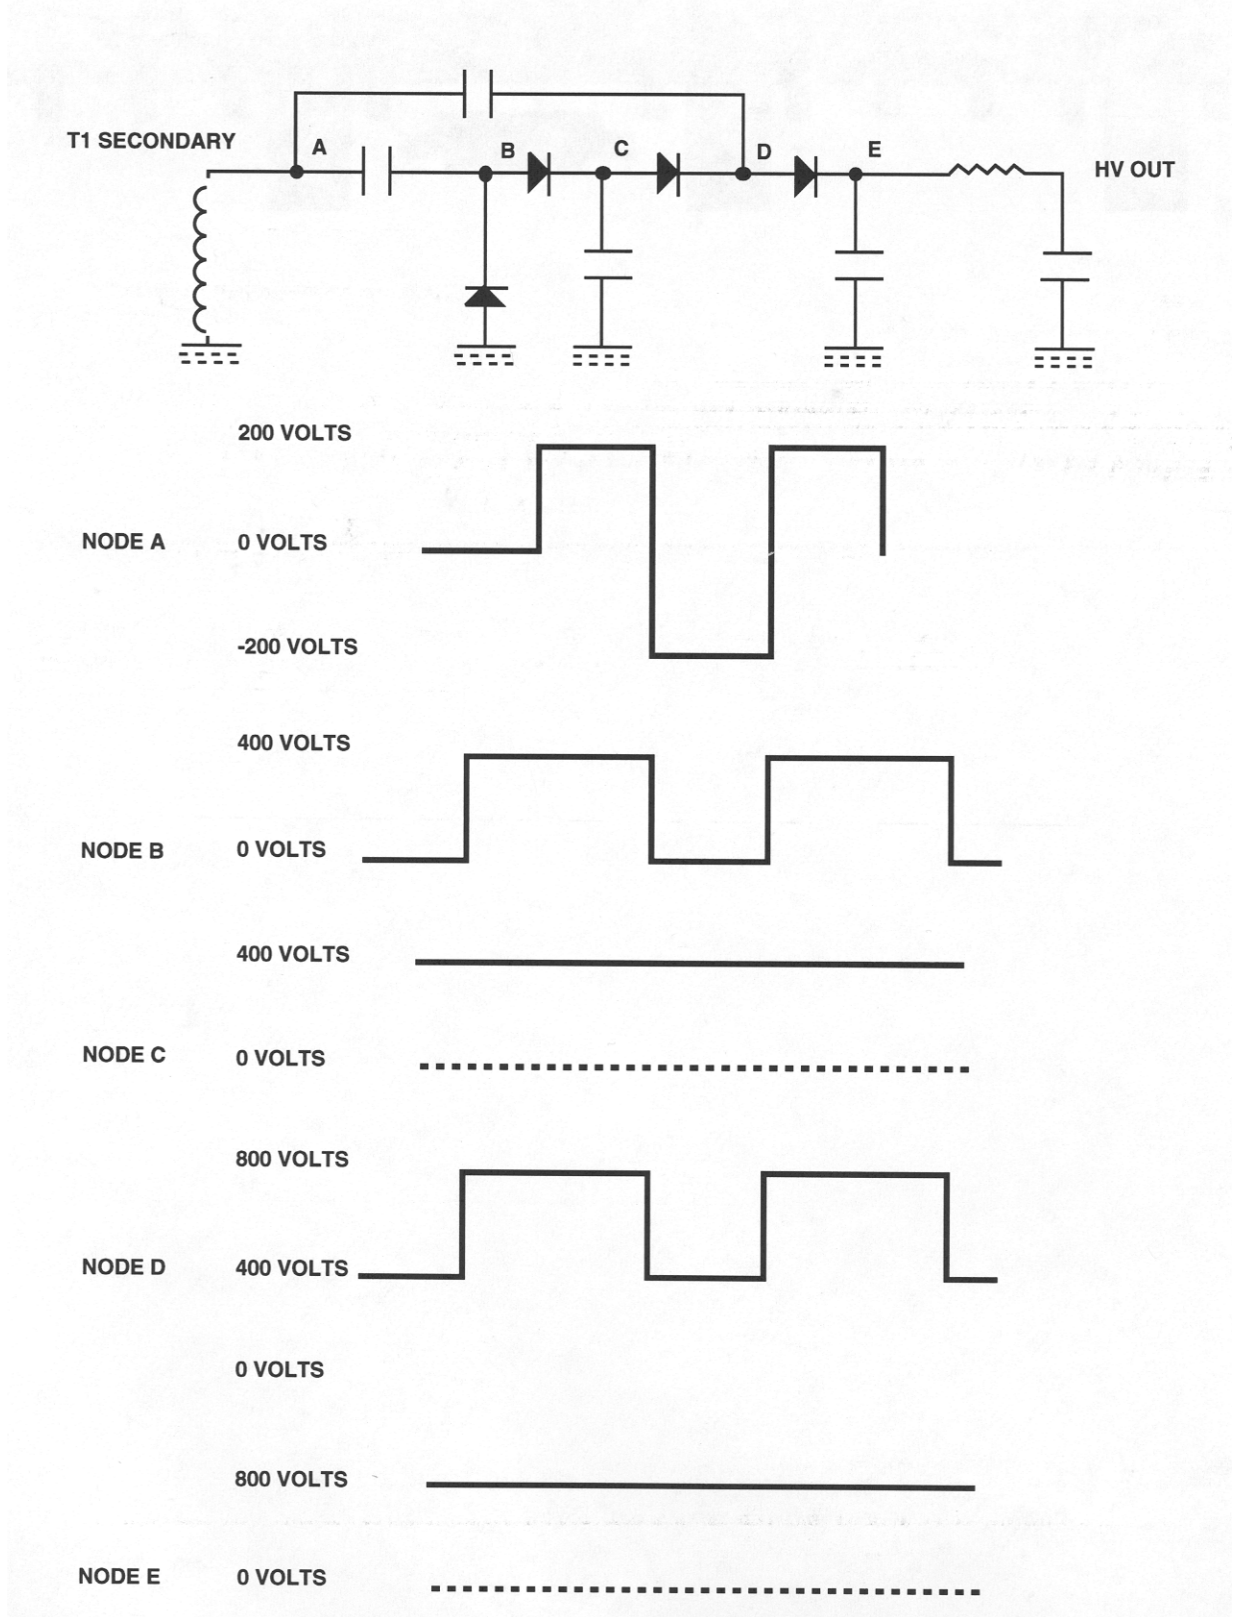 T1 SECONDARY
A
B
C
D
E
HV OUT
200 VOLTS
NODE A
0 VOLTS
-200 VOLTS
400 VOLTS
NODE B
0 VOLTS
400 VOLTS
NODE C
0 VOLTS
800 VOLTS
NODE D
400 VOLTS
0 VOLTS
800 VOLTS
NODE E
0 VOLTS